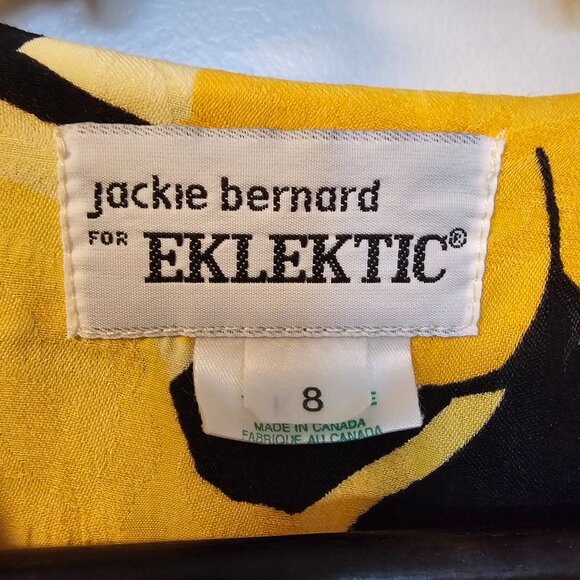 jackie bernard
FOR EKLEKTIC®
8
MADE IN CANADA
FABRIQUE AU CANADA